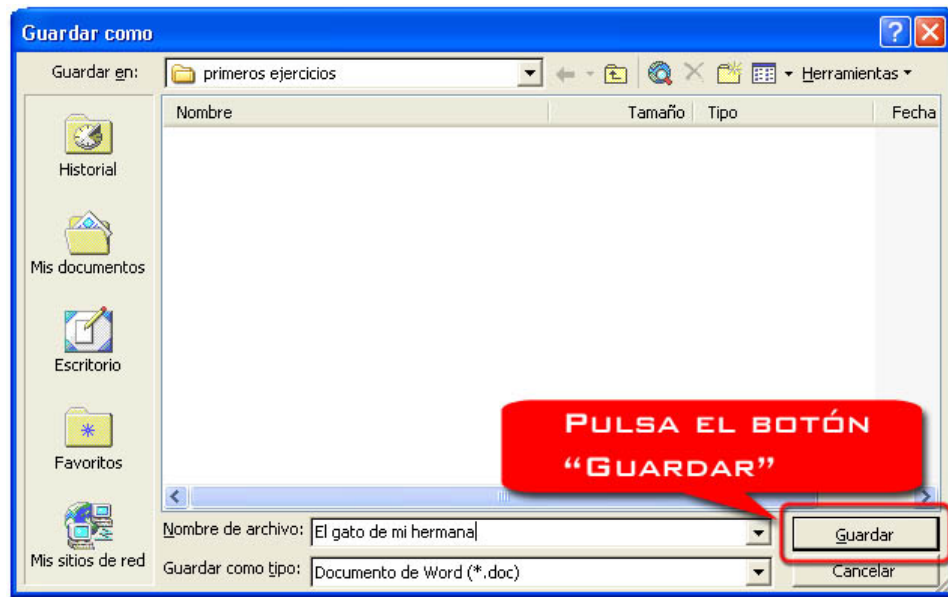 Guardar como
Guardar en:
primeros ejercicios
Herramientas
Nombre
Tamaño
Tipo
Fecha
Historial
Mis documentos
Escritorio
Favoritos
Mis sitios de red
PULSA EL BOTÓN
“GUARDAR”
Nombre de archivo:
El gato de mi hermana
Guardar
Guardar como tipo:
Documento de Word (*.doc)
Cancelar